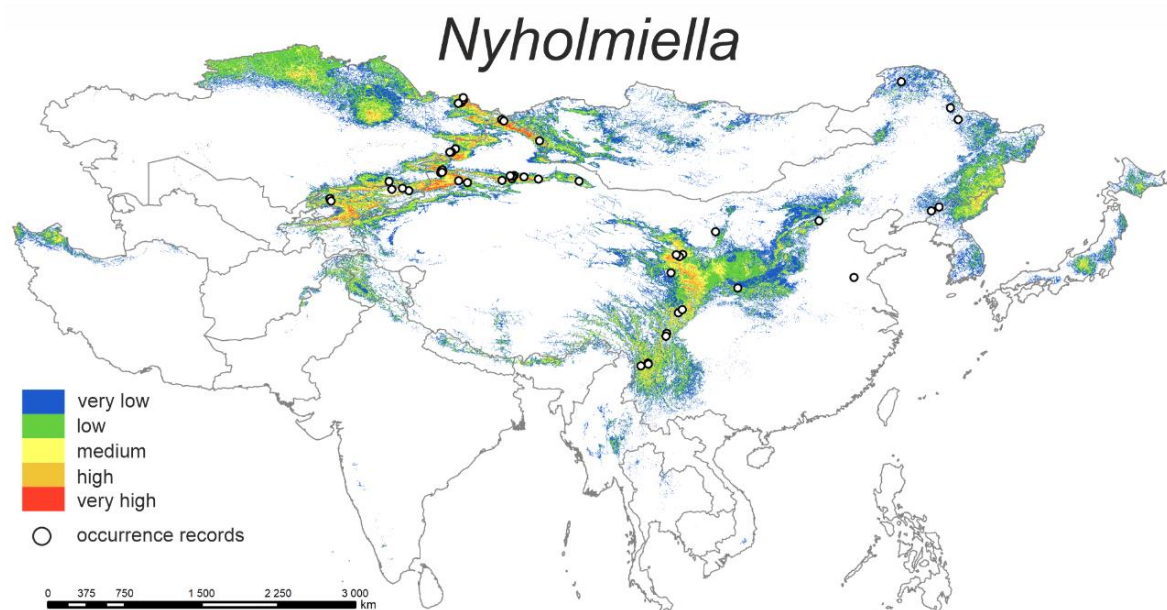 Nyholmiella
very low
low
medium
high
very high
occurrence records
0 375 750 1 500 2 250 3 000
km